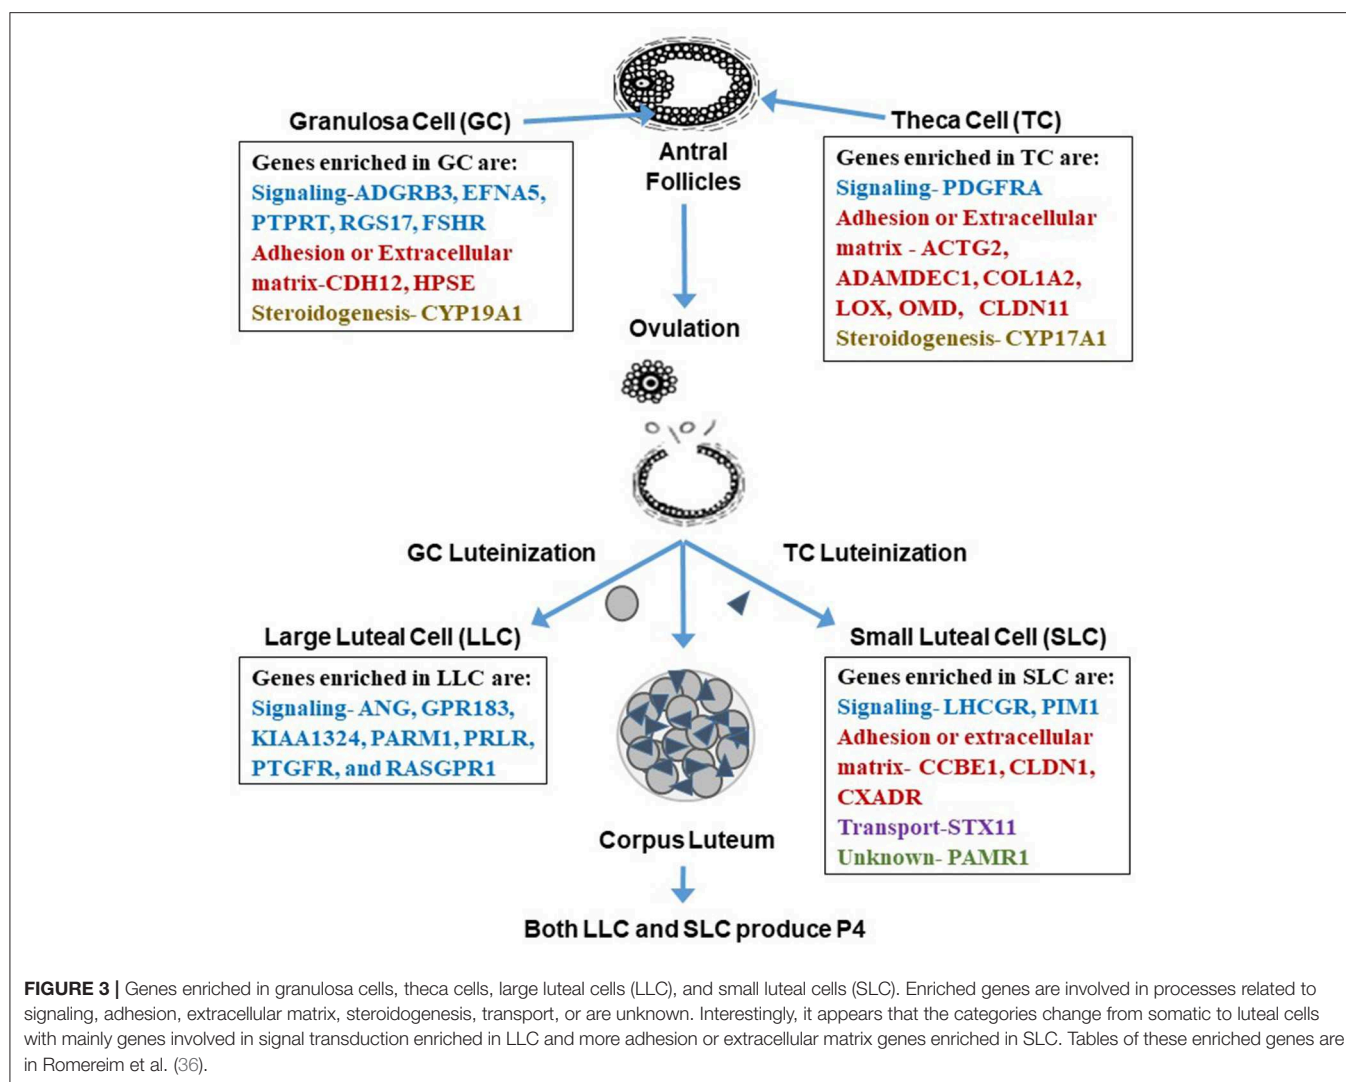 Granulosa Cell (GC)
Genes enriched in GC are:
Signaling-ADGRB3, EFNA5,
PTPRT, RGS17, FSHR
Adhesion or Extracellular
matrix-CDH12, HPSE
Steroidogenesis- CYP19A1
Antral
Follicles
Theca Cell (TC)
Genes enriched in TC are:
Signaling- PDGFRA
Adhesion or Extracellular
matrix - ACTG2,
ADAMDEC1, COL1A2,
LOX, OMD, CLDN11
Steroidogenesis- CYP17A1
Ovulation
GC Luteinization
TC Luteinization
Large Luteal Cell (LLC)
Genes enriched in LLC are:
Signaling- ANG, GPR183,
KIAA1324, PARM1, PRLR,
PTGFR, and RASGPR1
Small Luteal Cell (SLC)
Genes enriched in SLC are:
Signaling- LHCGR, PIM1
Adhesion or extracellular
matrix- CCBE1, CLDN1,
CXADR
Transport-STX11
Unknown- PAMR1
Corpus Luteum
Both LLC and SLC produce P4
FIGURE 3 | Genes enriched in granulosa cells, theca cells, large luteal cells (LLC), and small luteal cells (SLC). Enriched genes are involved in processes related to
signaling, adhesion, extracellular matrix, steroidogenesis, transport, or are unknown. Interestingly, it appears that the categories change from somatic to luteal cells
with mainly genes involved in signal transduction enriched in LLC and more adhesion or extracellular matrix genes enriched in SLC. Tables of these enriched genes are
in Romereim et al. (36).